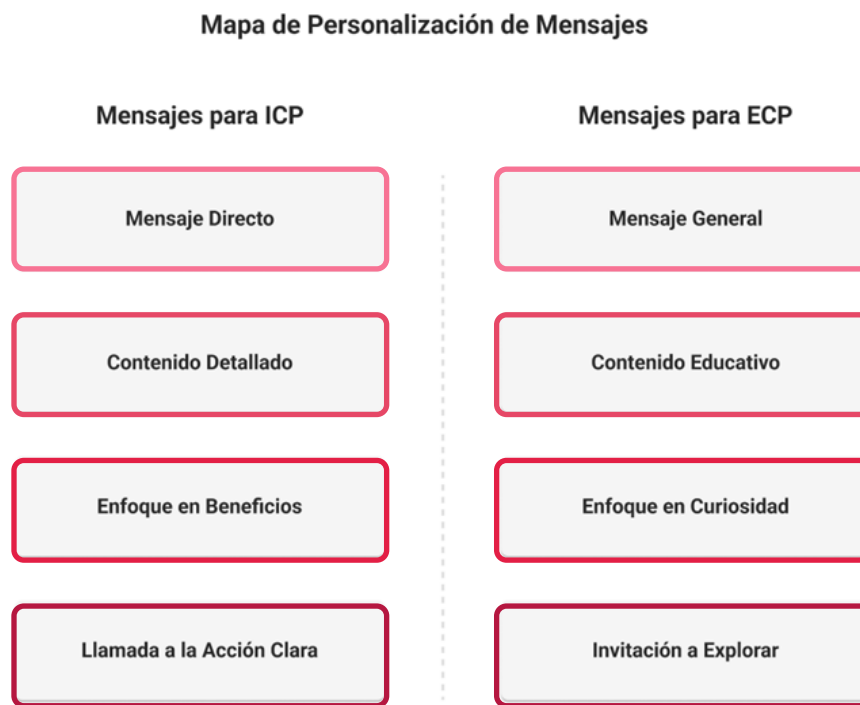 Mapa de Personalización de Mensajes
Mensajes para ICP
Mensajes para ECP
Mensaje Directo
Mensaje General
Contenido Detallado
Contenido Educativo
Enfoque en Beneficios
Enfoque en Curiosidad
Llamada a la Acción Clara
Invitación a Explorar